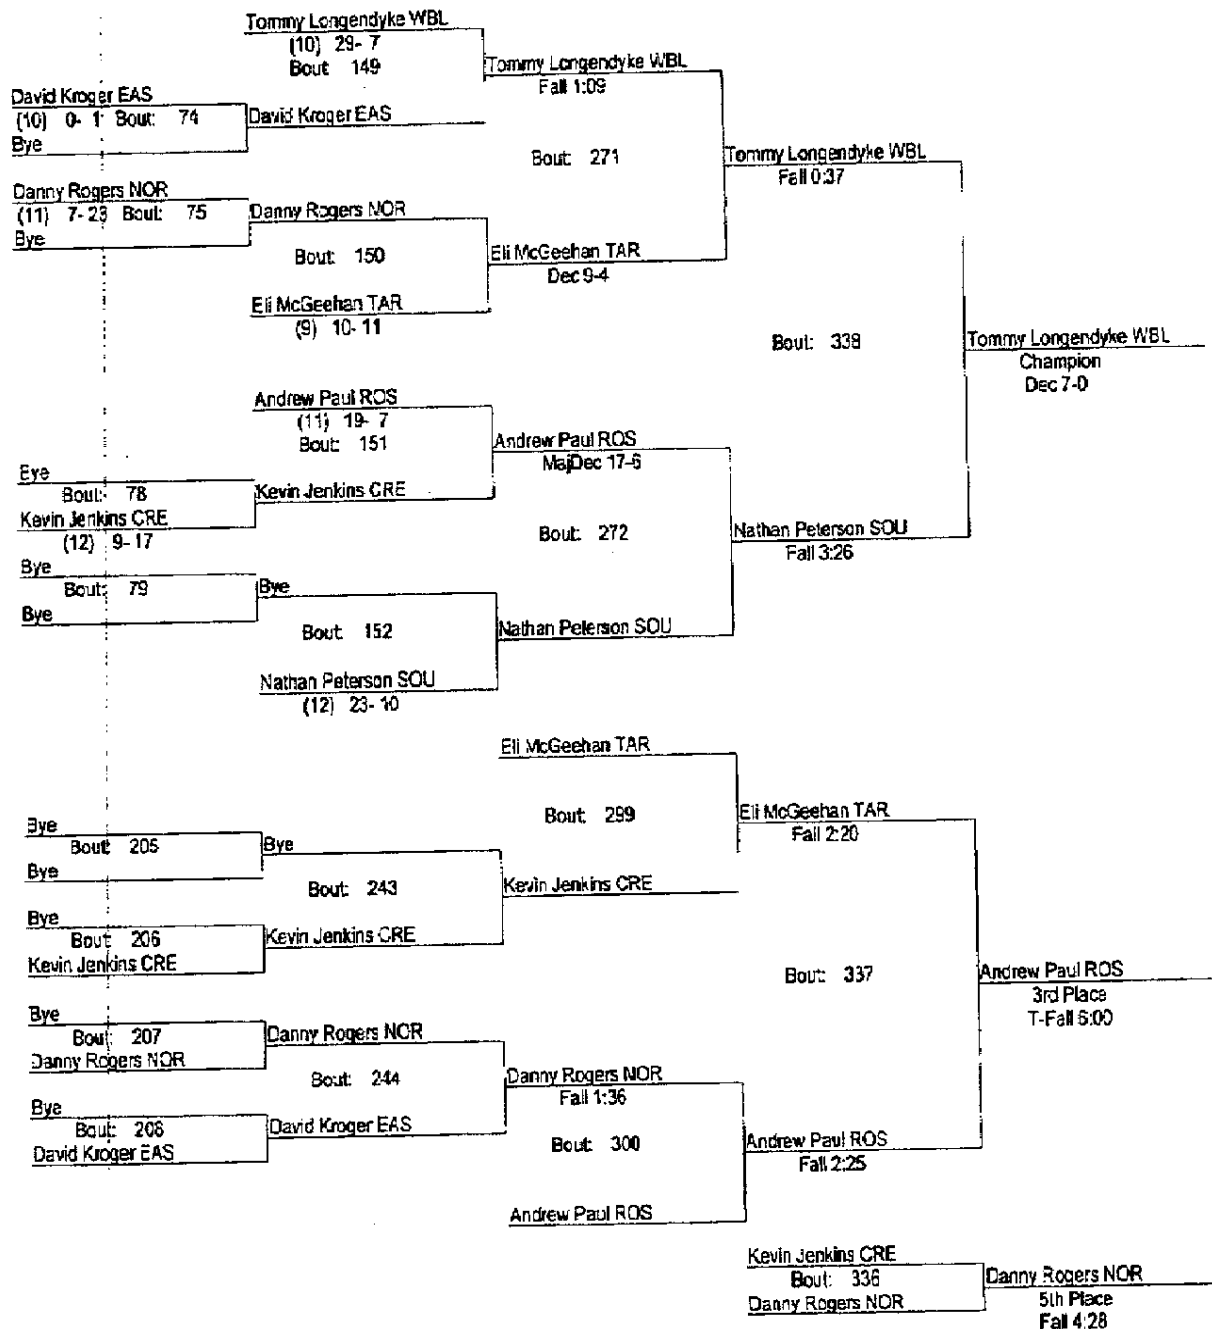 Tommy Longendyke WBL
(10) 29- 7
Bout: 149
Tommy Longendyke WBL
Fall 1:09
David Kroger EAS
(10) 0- 1 Bout: 74
Bye
David Kroger EAS
Bout: 271
Tommy Longendyke WBL
Fall 0:37
Danny Rogers NOR
(11) 7- 23 Bout: 75
Bye
Danny Rogers NOR
Bout: 150
Eli McGeehan TAR
Dec 9-4
Eli McGeehan TAR
(9) 10- 11
Bout: 338
Tommy Longendyke WBL
Champion
Dec 7-0
Andrew Paul ROS
(11) 19- 7
Bout: 151
Andrew Paul ROS
MajDec 17-6
Bye
Bout: 78
Kevin Jenkins CRE
(12) 9- 17
Kevin Jenkins CRE
Bout: 272
Nathan Peterson SOU
Fall 3:26
Bye
Bout: 79
Bye
Bye
Bout: 152
Nathan Peterson SOU
Nathan Peterson SOU
(12) 23- 10
Eli McGeehan TAR
Bout: 299
Eli McGeehan TAR
Fall 2:20
Bye
Bout: 205
Bye
Bye
Bout: 243
Kevin Jenkins CRE
Bye
Bout: 206
Kevin Jenkins CRE
Kevin Jenkins CRE
Bout: 337
Andrew Paul ROS
3rd Place
T-Fall 6:00
Bye
Bout: 207
Danny Rogers NOR
Danny Rogers NOR
Bout: 244
Danny Rogers NOR
Fall 1:36
Bye
Bout: 208
David Kroger EAS
David Kroger EAS
Bout: 300
Andrew Paul ROS
Fall 2:25
Andrew Paul ROS
Kevin Jenkins CRE
Bout: 336
Danny Rogers NOR
Danny Rogers NOR
5th Place
Fall 4:28